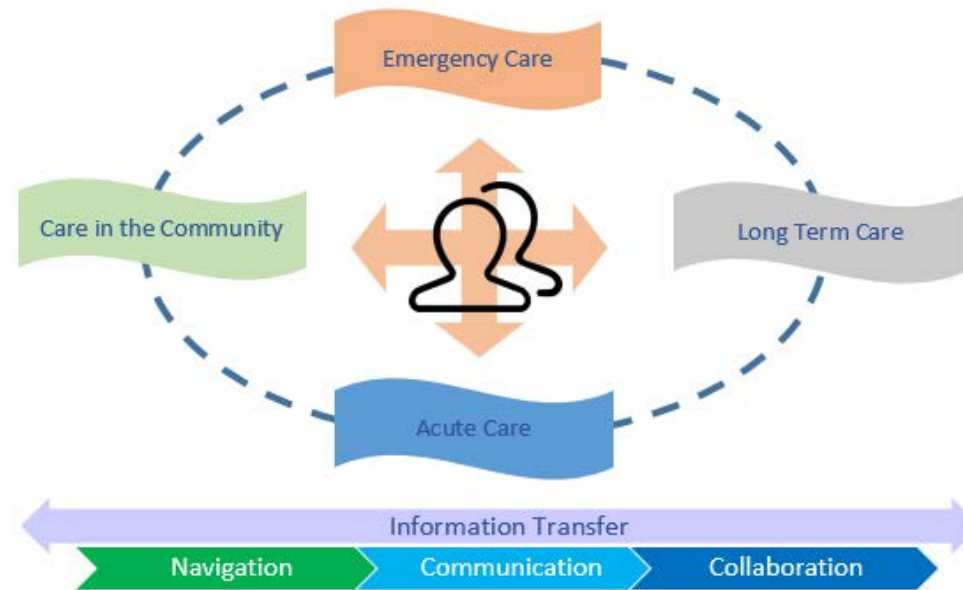 Emergency Care
Care in the Community
Long Term Care
Acute Care
Information Transfer
Navigation
Communication
Collaboration